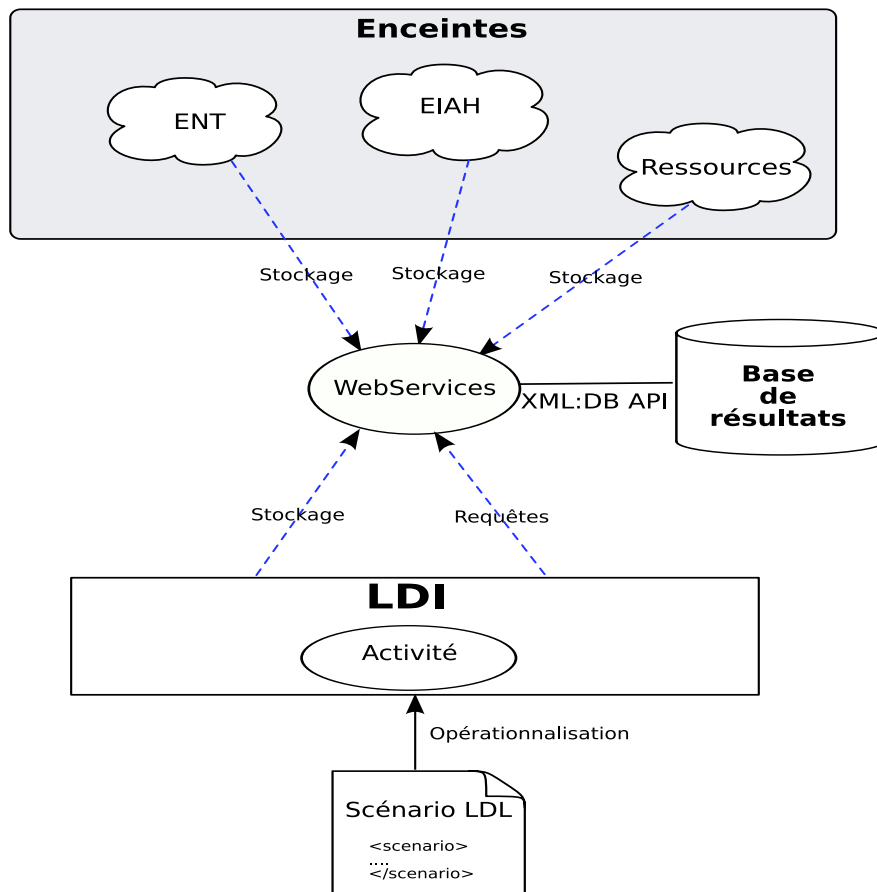 Enceintes
ENT
EIAH
Ressources
Stockage
Stockage
Stockage
WebServices
XML:DB API
Base
de
résultats
Stockage
Requêtes
LDI
Activité
Opérationnalisation
Scénario LDL
<scenario>
....
</scenario>